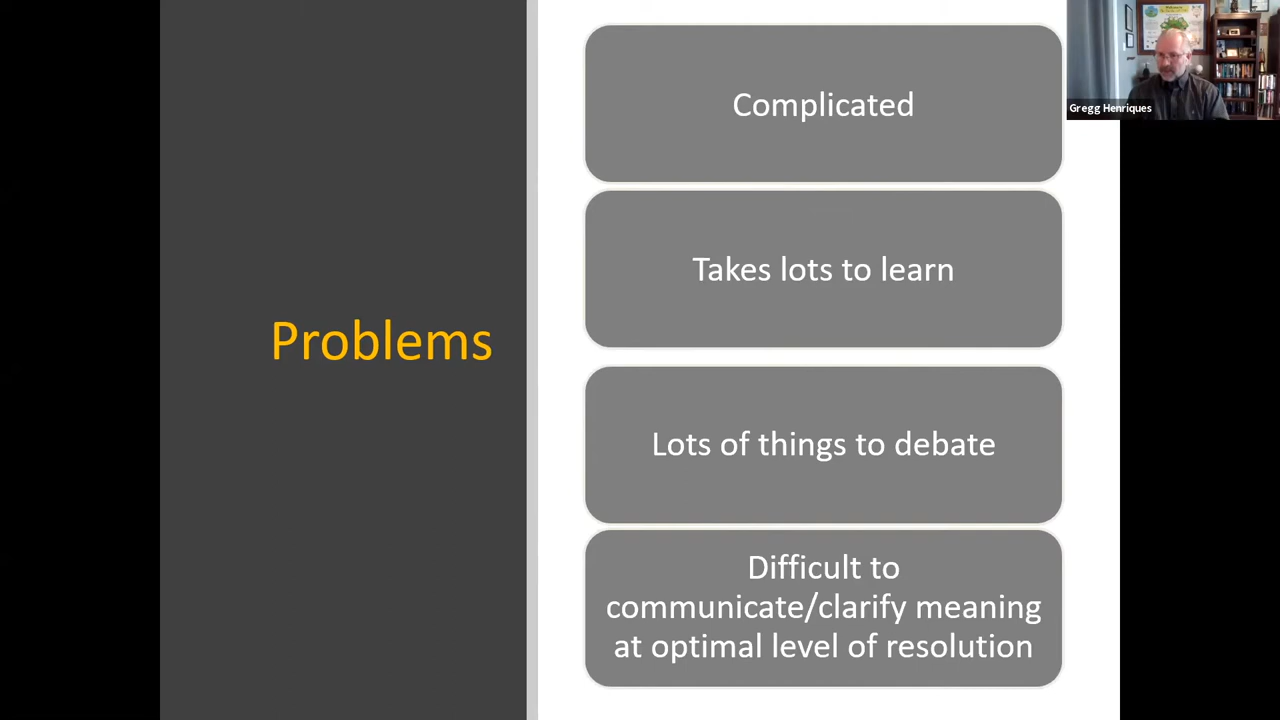 Problems
Complicated
Takes lots to learn
Lots of things to debate
Difficult to
communicate/clarify meaning
at optimal level of resolution
Gregg Henriques